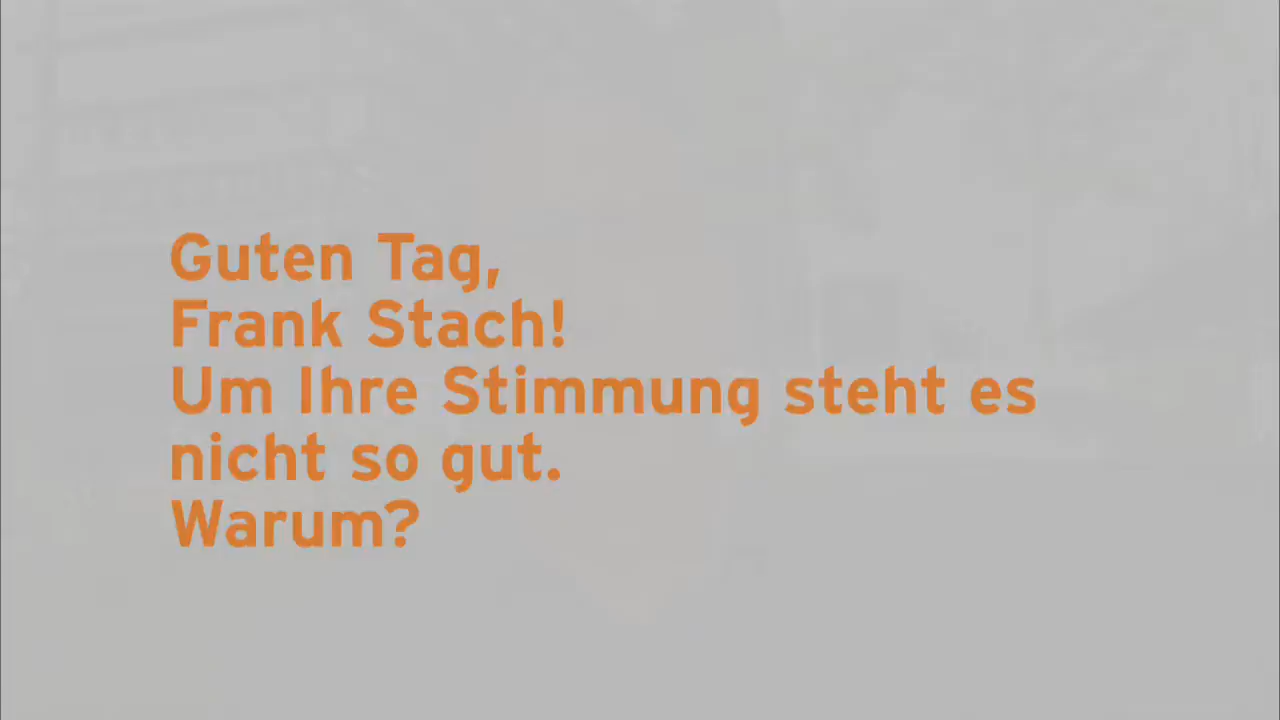 Guten Tag,
Frank Stach!
Um Ihre Stimmung steht es
nicht so gut.
Warum?